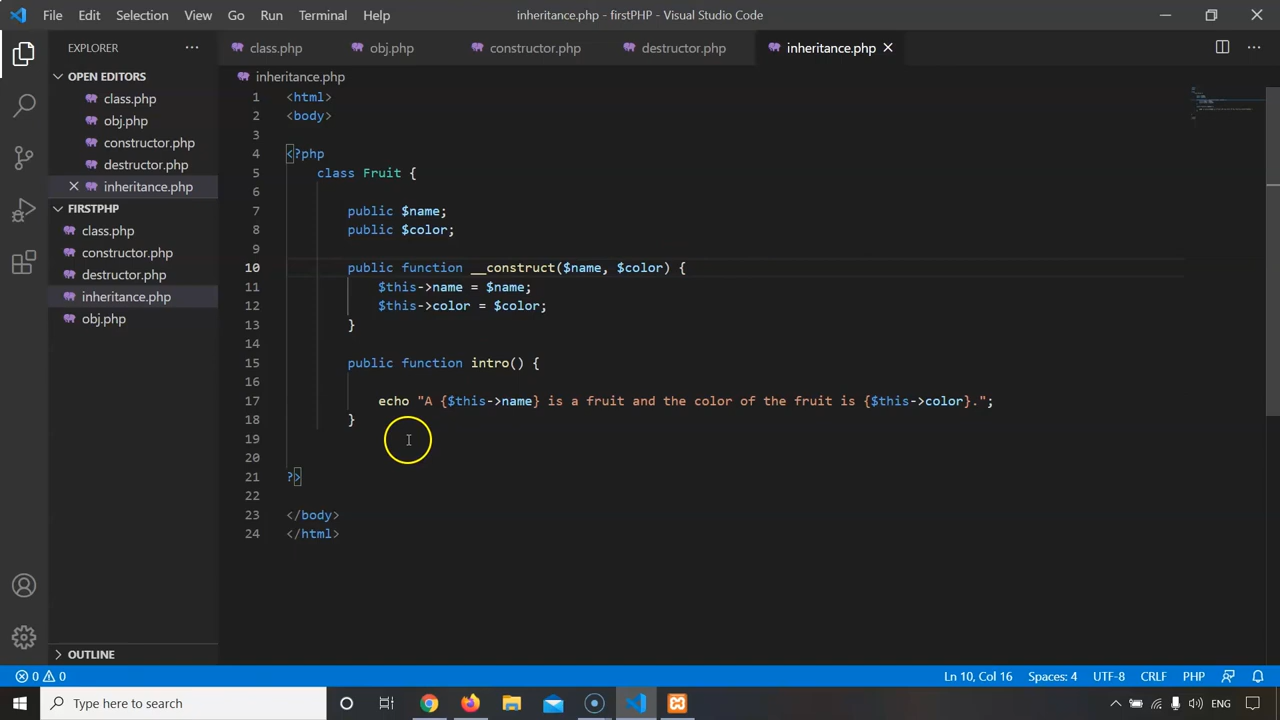 File Edit Selection View Go Run Terminal Help inheritance.php - firstPHP - Visual Studio Code
EXPLORER
class.php obj.php constructor.php destructor.php inheritance.php
OPEN EDITORS
class.php
obj.php
constructor.php
destructor.php
inheritance.php
FIRSTPHP
class.php
constructor.php
destructor.php
inheritance.php
obj.php
OUTLINE
inheritance.php
1 <html>
2 <body>
3
4 <?php
5 class Fruit {
6
7 public $name;
8 public $color;
9
10 public function __construct($name, $color) {
11 $this->name = $name;
12 $this->color = $color;
13 }
14
15 public function intro() {
16
17 echo "A {$this->name} is a fruit and the color of the fruit is {$this->color}.";
18 }
19
20
21 ?>
22
23 </body>
24 </html>
0 0 Ln 10, Col 16 Spaces: 4 UTF-8 CRLF PHP
Type here to search ENG